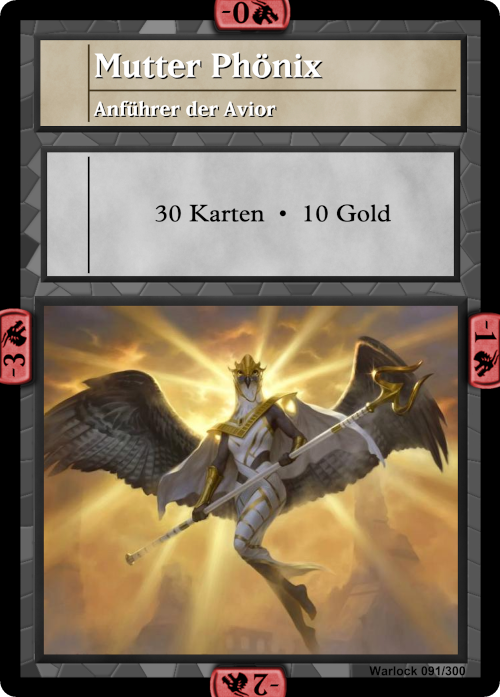 -0
Mutter Phönix
Anführer der Avior
30 Karten • 10 Gold
-3
-1
Warlock 091/300
-2